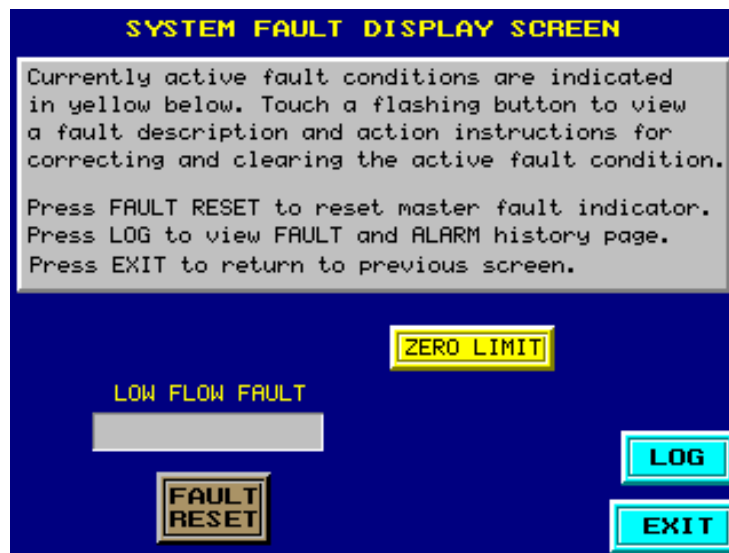 SYSTEM FAULT DISPLAY SCREEN
Currently active fault conditions are indicated
in yellow below. Touch a flashing button to view
a fault description and action instructions for
correcting and clearing the active fault condition.
Press FAULT RESET to reset master fault indicator.
Press LOG to view FAULT and ALARM history page.
Press EXIT to return to previous screen.
ZERO LIMIT
LOW FLOW FAULT
LOG
FAULT
RESET
EXIT